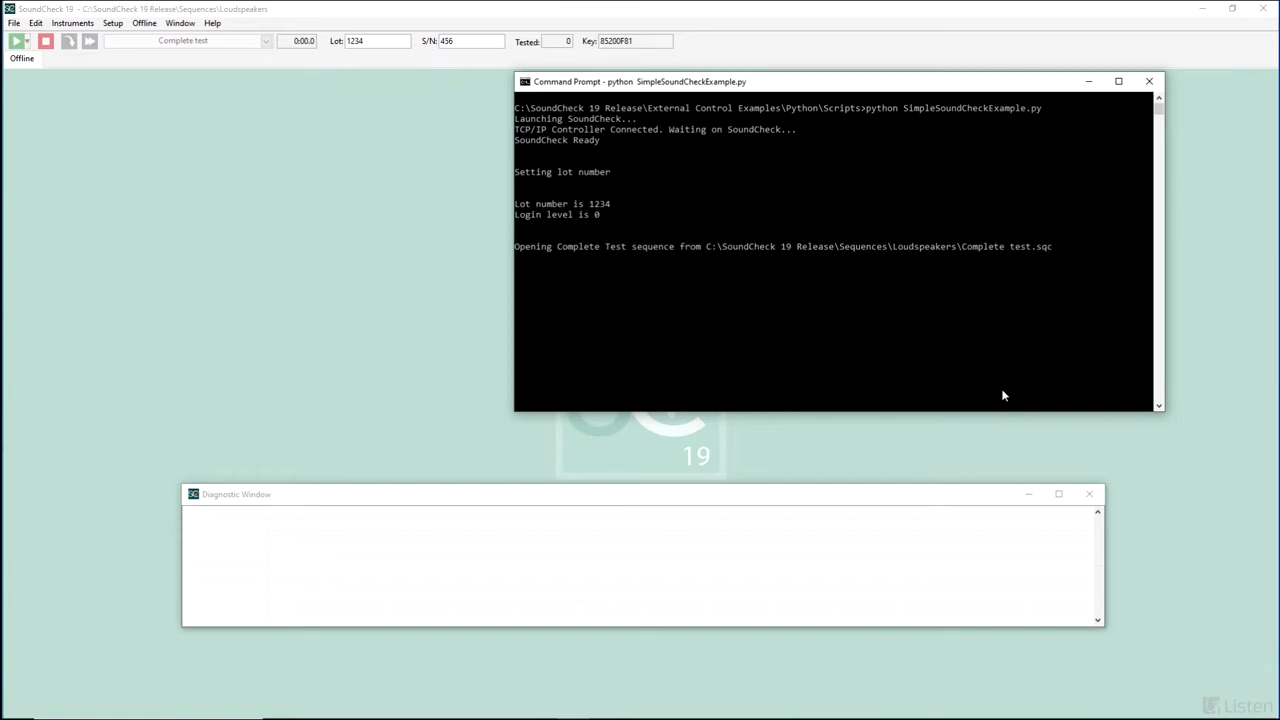 SoundCheck 19 - C:\SoundCheck 19 Release\Sequences\Loudspeakers
File Edit Instruments Setup Offline Window Help
Complete test 0:00.0 Lot: 1234 S/N: 456 Tested: 0 Key: 85200F81
Offline
Command Prompt - python SimpleSoundCheckExample.py
C:\SoundCheck 19 Release\External Control Examples\Python\Scripts>python SimpleSoundCheckExample.py
Launching SoundCheck...
TCP/IP Controller Connected. Waiting on SoundCheck...
SoundCheck Ready
Setting lot number
Lot number is 1234
Login level is 0
Opening Complete Test sequence from C:\SoundCheck 19 Release\Sequences\Loudspeakers\Complete test.sqc
19
SC Diagnostic Window
Listen